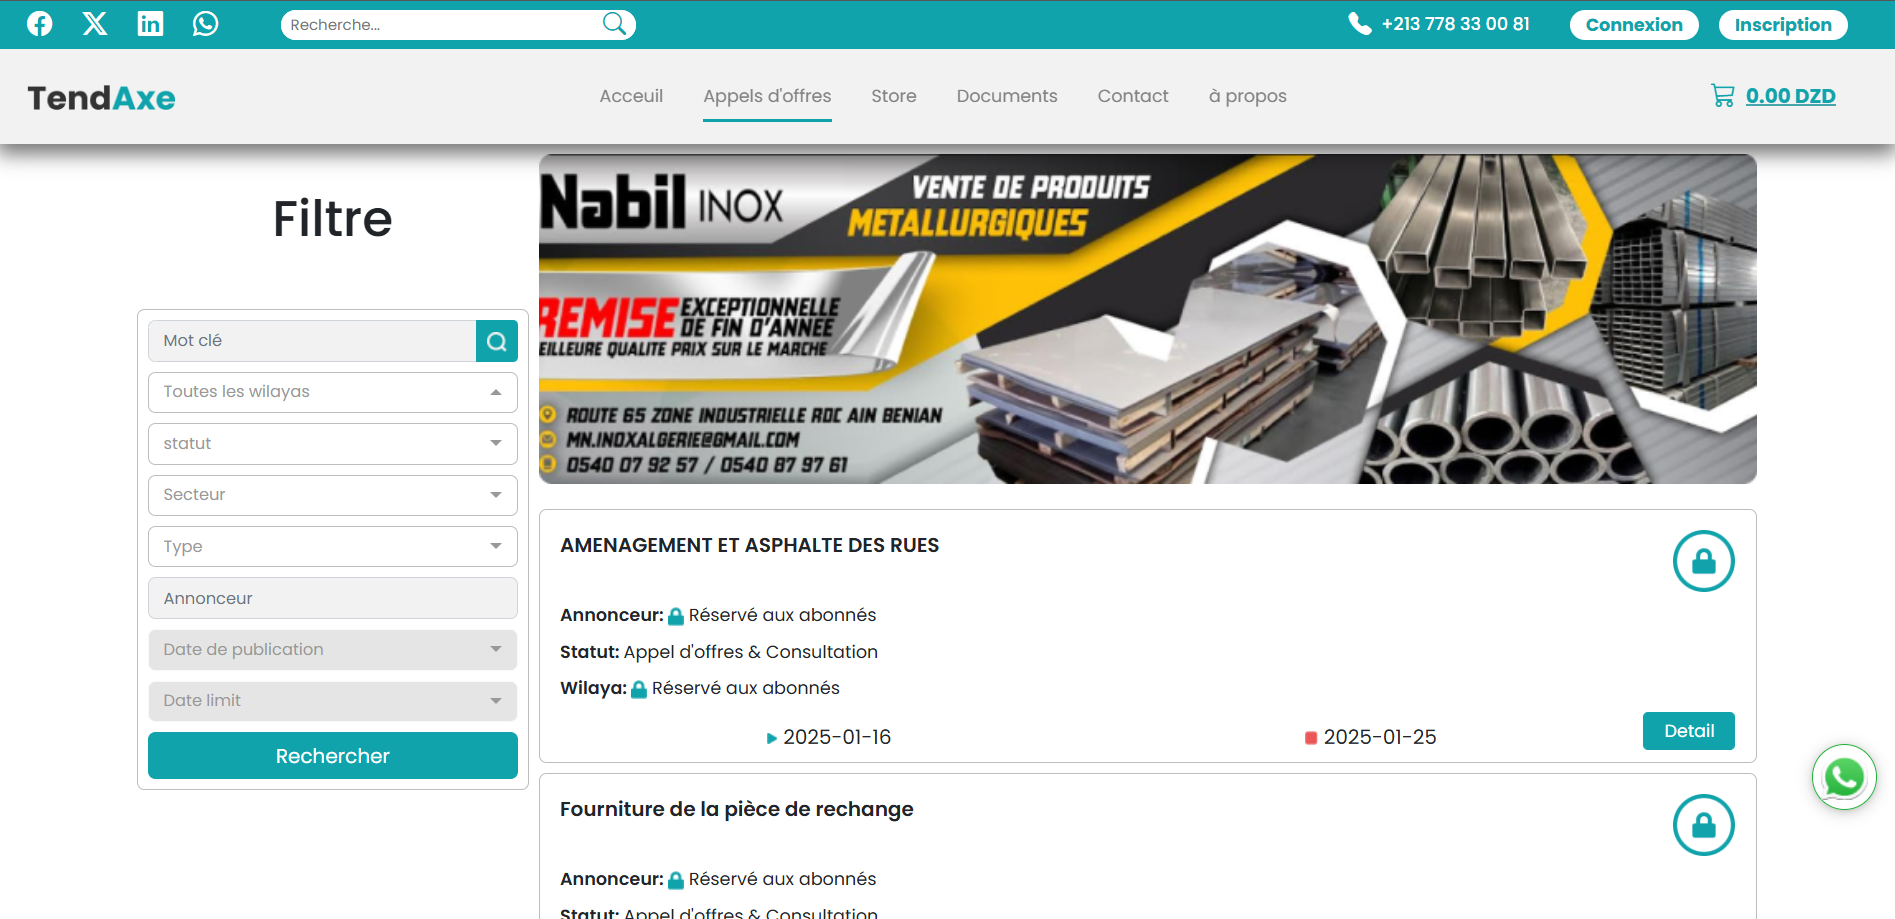 Recherche...
+213 778 33 00 81
Connexion
Inscription
TendAxe
Accueil
Appels d'offres
Store
Documents
Contact
à propos
0.00 DZD
Filtre
Mot clé
Toutes les wilayas
statut
Secteur
Type
Annonceur
Date de publication
Date limit
Rechercher
Nabil INOX
VENTE DE PRODUITS
METALLURGIQUES
REMISE EXCEPTIONNELLE
DE FIN D'ANNEE
EILLEURE QUALITE PRIX SUR LE MARCHE
ROUTE 65 ZONE INDUSTRIELLE RDC AIN BENIAN
MN.INOXALGERIE@GMAIL.COM
0540 07 92 57 / 0540 87 97 61
AMENAGEMENT ET ASPHALTE DES RUES
Annonceur: Réservé aux abonnés
Statut: Appel d'offres & Consultation
Wilaya: Réservé aux abonnés
2025-01-16
2025-01-25
Detail
Fourniture de la pièce de rechange
Annonceur: Réservé aux abonnés
Statut: Appel d'offres & Consultation